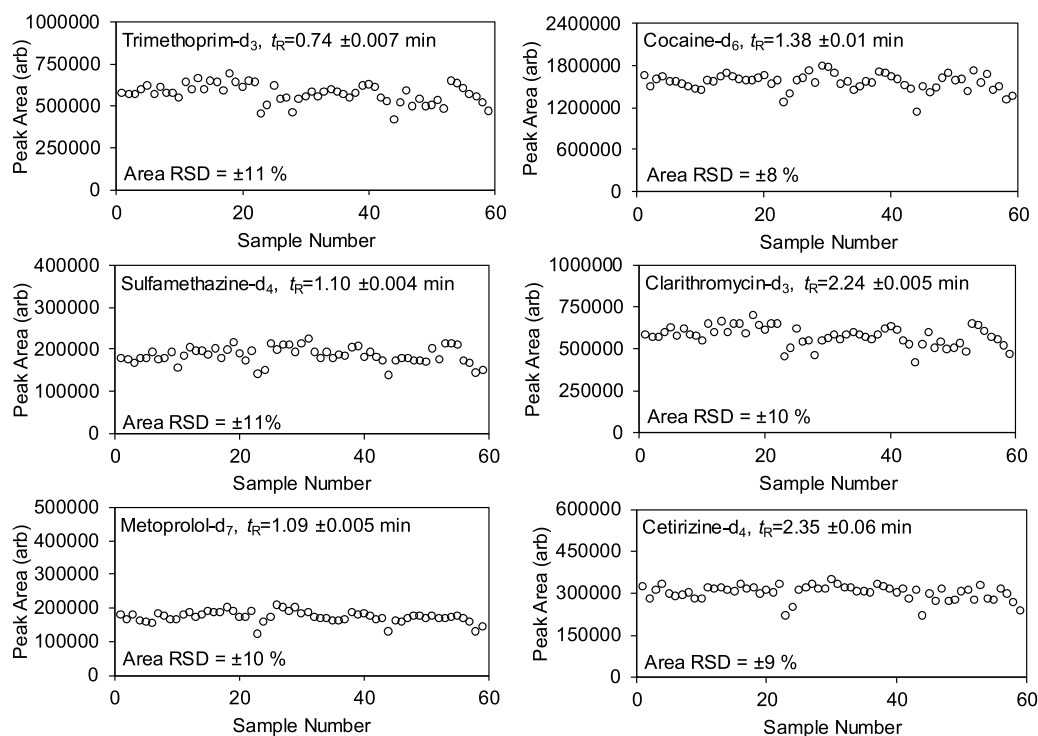 Trimethoprim-d3, tR=0.74 ±0.007 min
Peak Area (arb)
1000000
750000
500000
250000
0
Area RSD = ±11 %
0 20 40 60
Sample Number
Cocaine-d6, tR=1.38 ±0.01 min
Peak Area (arb)
2400000
1800000
1200000
600000
0
Area RSD = ±8 %
0 20 40 60
Sample Number
Sulfamethazine-d4, tR=1.10 ±0.004 min
Peak Area (arb)
400000
300000
200000
100000
0
Area RSD = ±11%
0 20 40 60
Sample Number
Clarithromycin-d3, tR=2.24 ±0.005 min
Peak Area (arb)
1000000
750000
500000
250000
0
Area RSD = ±10 %
0 20 40 60
Sample Number
Metoprolol-d7, tR=1.09 ±0.005 min
Peak Area (arb)
500000
400000
300000
200000
100000
0
Area RSD = ±10 %
0 20 40 60
Sample Number
Cetirizine-d4, tR=2.35 ±0.06 min
Peak Area (arb)
600000
450000
300000
150000
0
Area RSD = ±9 %
0 20 40 60
Sample Number